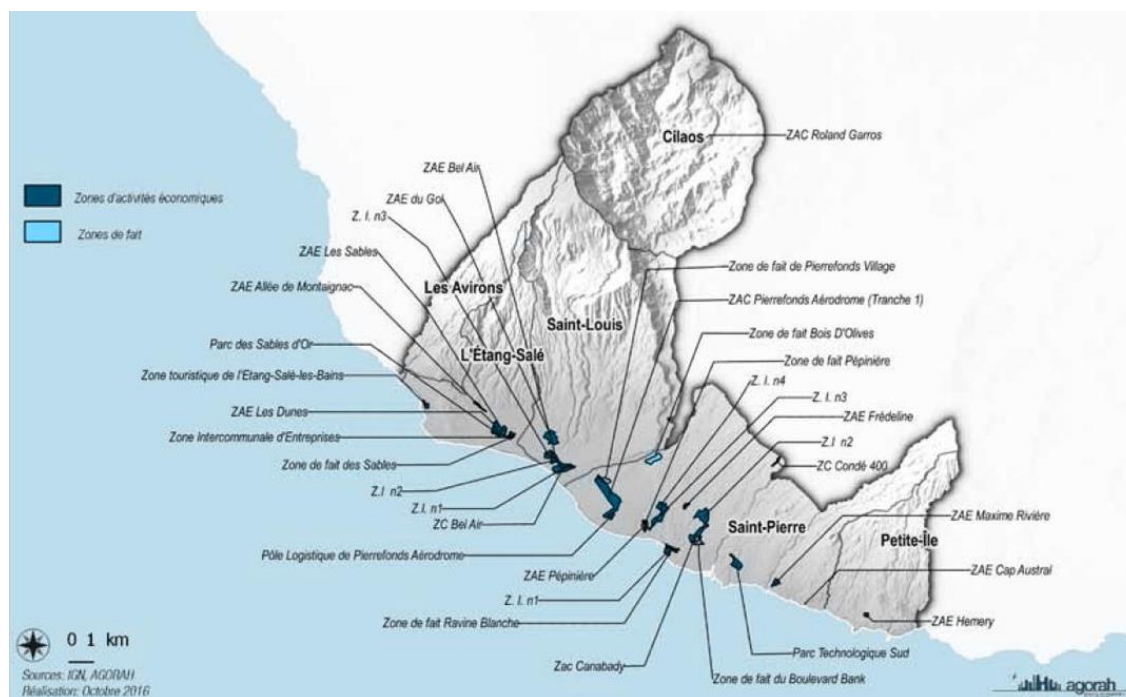 Cilaos
ZAC Roland Garros
ZAE Bel Air
Zones d'activités économiques
ZAE du Gol
Z. I. n3
Zones de fait
ZAE Les Sables
Zone de fait de Pierrefonds Village
ZAE Allée de Montaignac
Les Avirons
ZAC Pierrefonds Aérodrome (Tranche 1)
Saint-Louis
Parc des Sables d'Or
L'Étang-Salé
Zone de fait Bois D'Olives
Zone de fait Pépinière
Zone touristique de l'Etang-Salé-les-Bains
Z. I. n4
Z. I. n3
ZAE Les Dunes
ZAE Frédeline
Zone Intercommunale d'Entreprises
Z.I n2
Zone de fait des Sables
ZC Condé 400
Z.I n2
Z.I. n1
ZAE Maxime Rivière
ZC Bel Air
Saint-Pierre
Petite-Île
Pôle Logistique de Pierrefonds Aérodrome
ZAE Pépinière
ZAE Cap Austral
Z. I. n1
Zone de fait Ravine Blanche
ZAE Hemery
0 1 km
Parc Technologique Sud
Zac Canabady
Zone de fait du Boulevard Bank
Sources: IGN, AGORAH
Réalisation: Octobre 2016
agorah